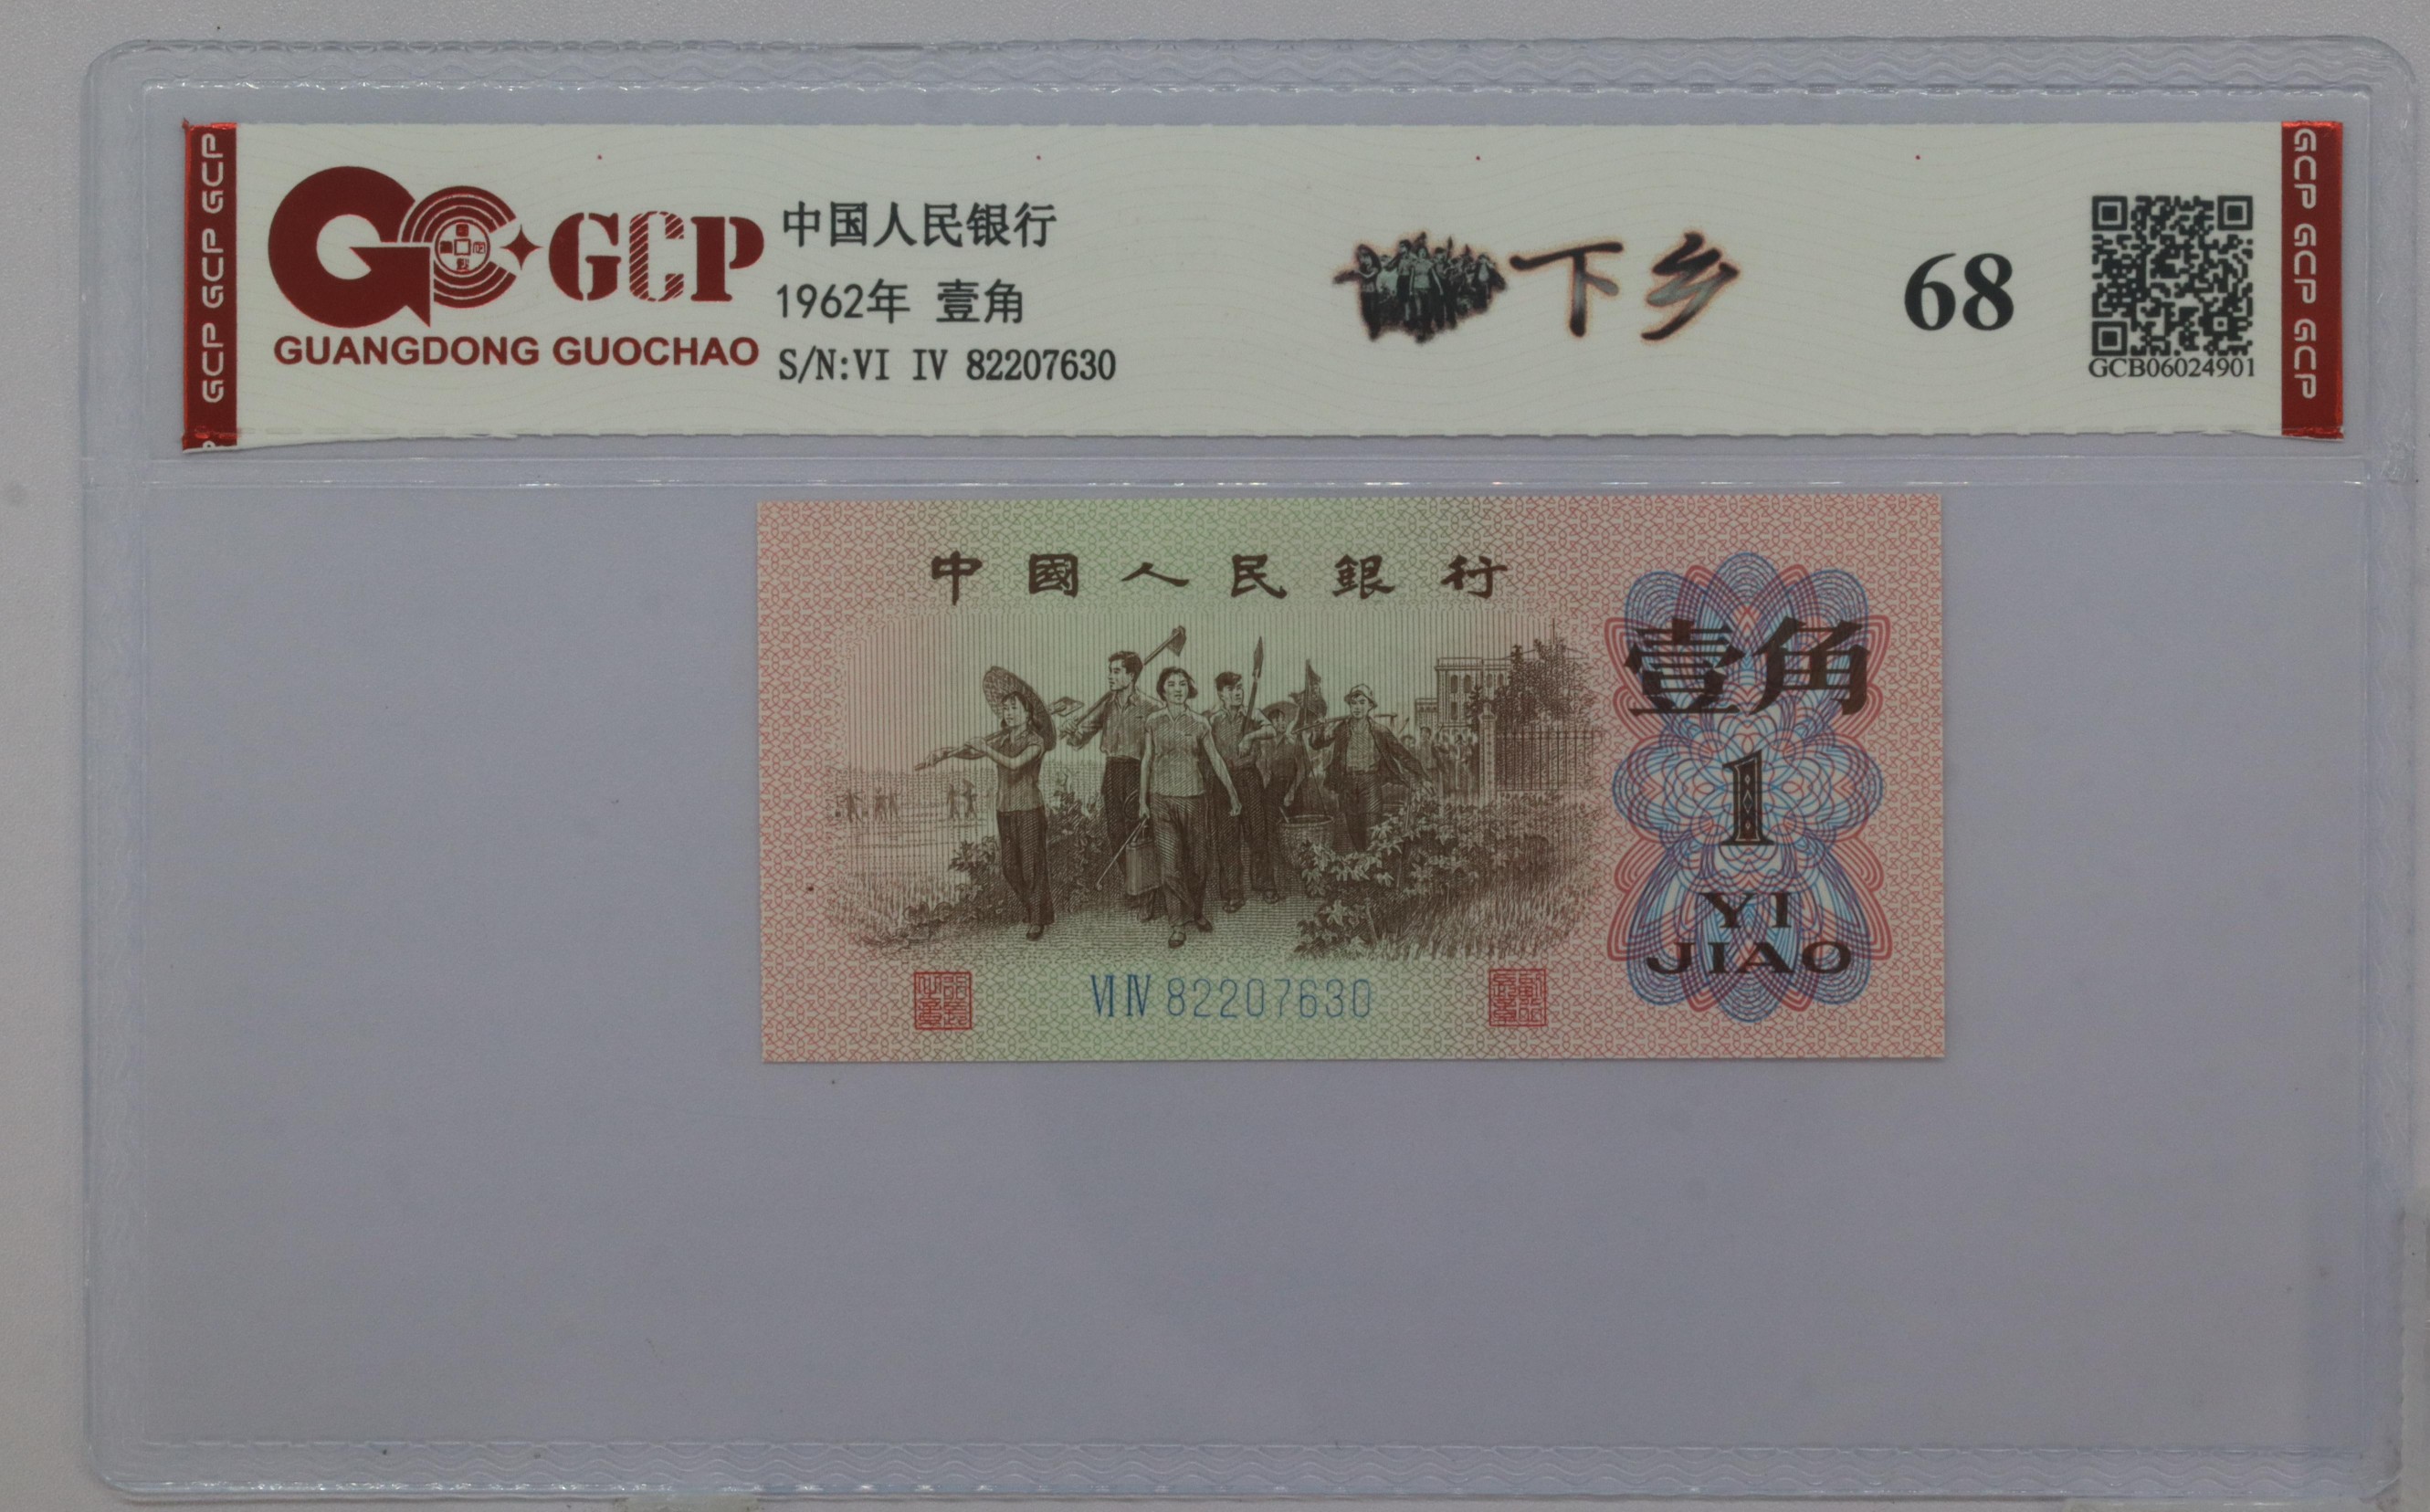 GCP GCP GCP
GCP
GUANGDONG GUOCHAO
中国人民银行
1962年 壹角
S/N:VI IV 82207630
下乡
68
GCB06024901
GCP GCP GCP
中國人民銀行
壹角
1
YI
JIAO
VI IV 82207630